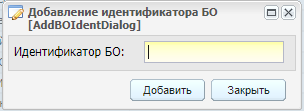 Добавление идентификатора БО
[AddBOIdentDialog]
Идентификатор БО:
Добавить Закрыть